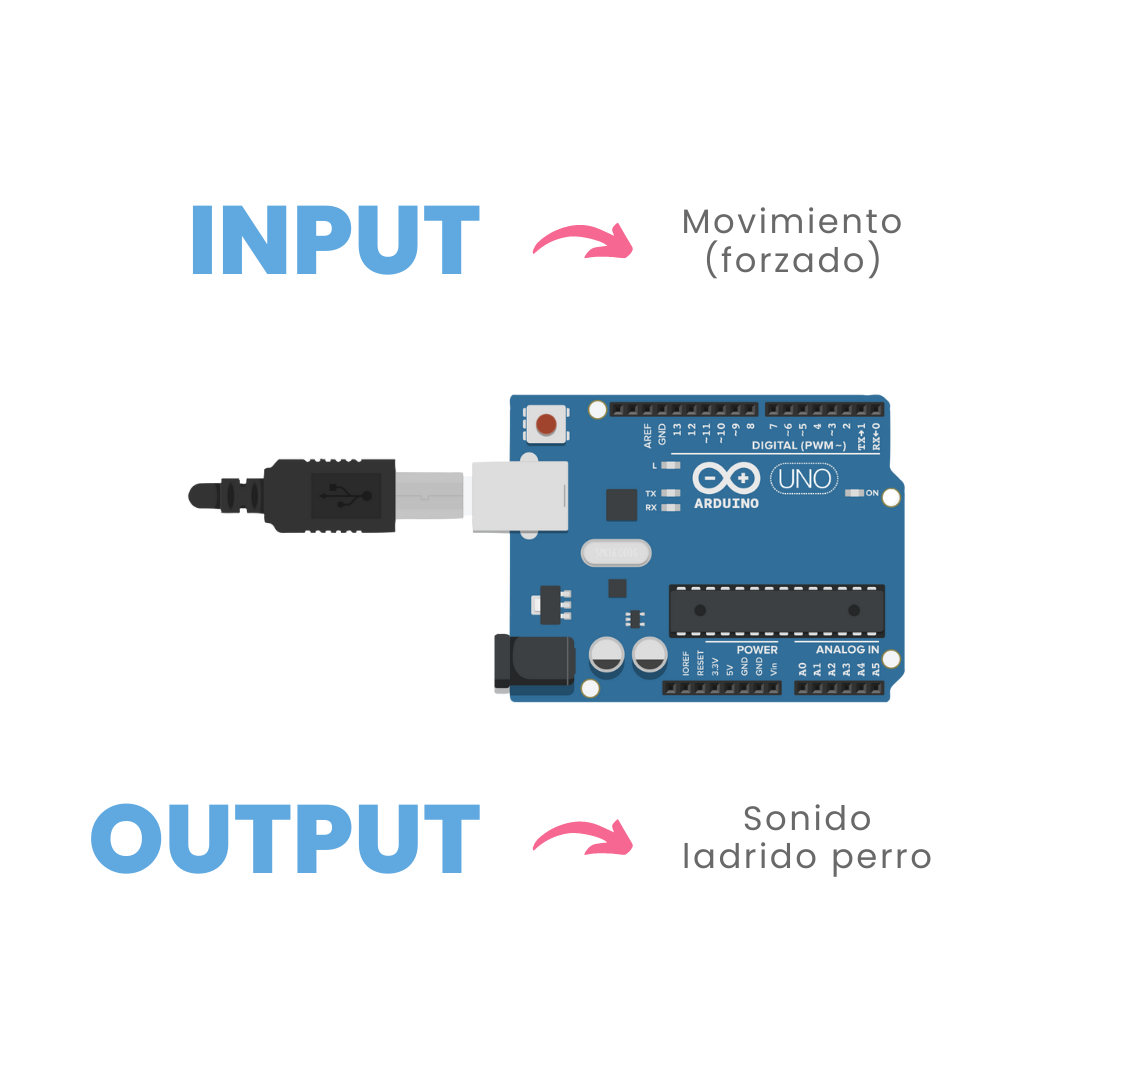 INPUT
Movimiento
(forzado)
AREF
GND
13
12
~11
~10
~9
8
7
~6
~5
4
~3
2
TX→1
RX←0
DIGITAL (PWM~)
L
TX
RX
ARDUINO
UNO
ON
POWER
ANALOG IN
IOREF
RESET
3.3V
5V
GND
GND
Vin
A0
A1
A2
A3
A4
A5
OUTPUT
Sonido
ladrido perro